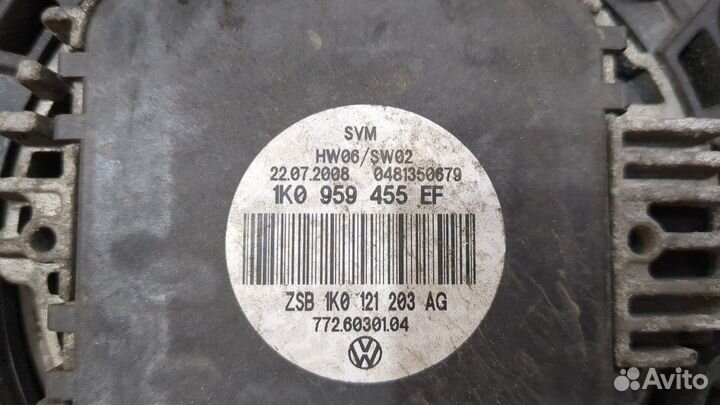 SVM
HW06/SW02
22.07.2008 0481350679
1K0 959 455 EF
ZSB 1K0 121 203 AG
772.60301.04
VW
Avito